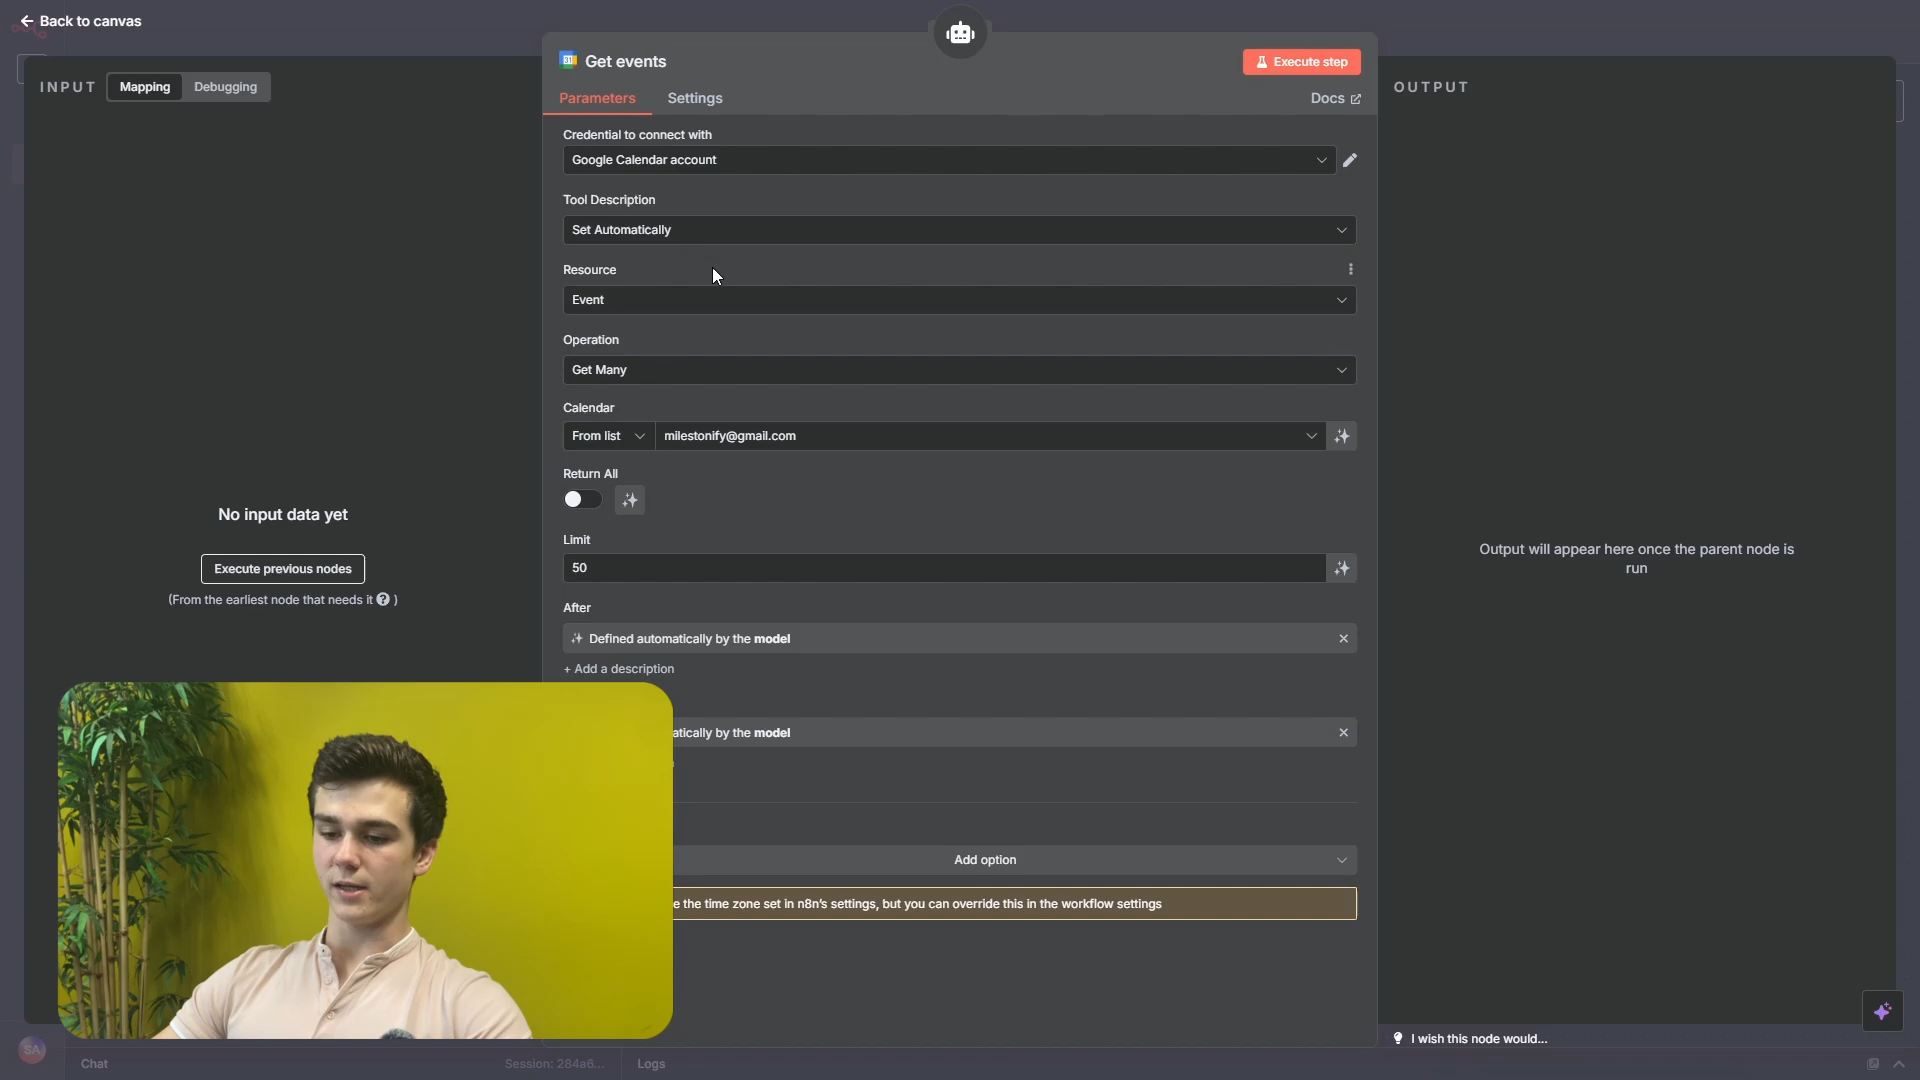 Back to canvas
INPUT
Mapping
Debugging
31
Get events
Execute step
Parameters
Settings
Docs
OUTPUT
Credential to connect with
Google Calendar account
Tool Description
Set Automatically
Resource
Event
Operation
Get Many
Calendar
From list
milestonify@gmail.com
Return All
Limit
50
After
Defined automatically by the model
+ Add a description
atically by the model
Add option
e the time zone set in n8n's settings, but you can override this in the workflow settings
No input data yet
Execute previous nodes
(From the earliest node that needs it ? )
Output will appear here once the parent node is
run
I wish this node would...
SA
Chat
Session: 284a6...
Logs